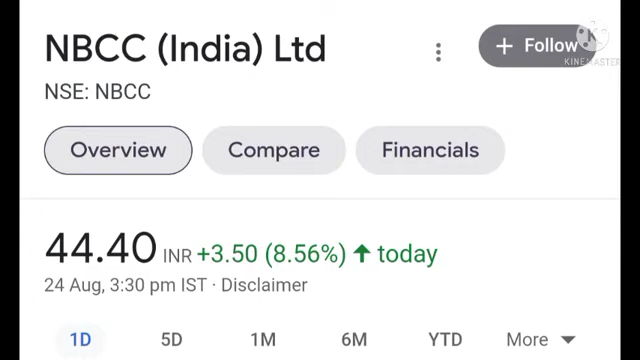 NBCC (India) Ltd
+ Follow
KINEMASTER
NSE: NBCC
Overview
Compare
Financials
44.40 INR +3.50 (8.56%) ↑ today
24 Aug, 3:30 pm IST · Disclaimer
1D 5D 1M 6M YTD More